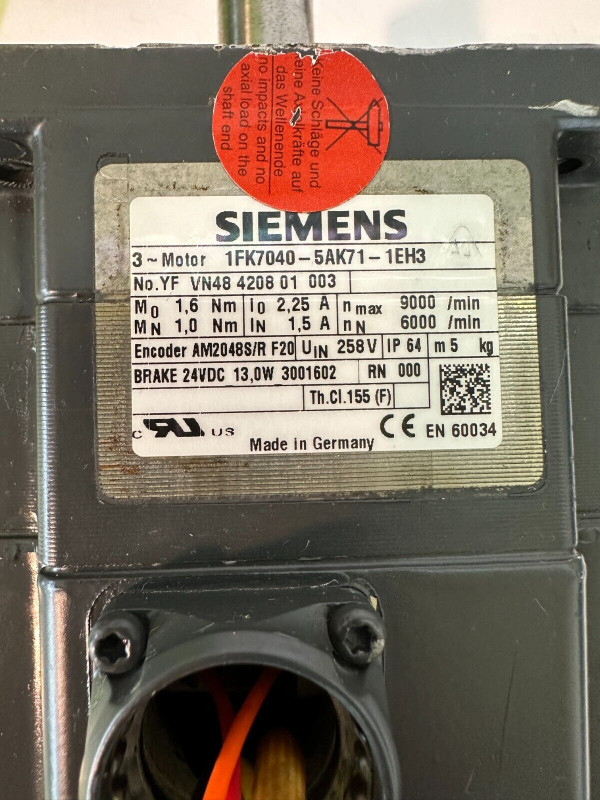 Keine Schläge und
keine Axialkräfte auf
das Wellenende
no impacts and no
axial load on the
shaft end
SIEMENS
3 ~ Motor 1FK7040-5AK71-1EH3
No.YF VN48 4208 01 003
M0 1,6 Nm I0 2,25 A n max 9000 /min
MN 1,0 Nm IN 1,5 A nN 6000 /min
Encoder AM2048S/R F20 UIN 258V IP 64 m 5 kg
BRAKE 24VDC 13,0W 3001602 RN 000
Th.Cl.155 (F)
C RU US CE EN 60034
Made in Germany